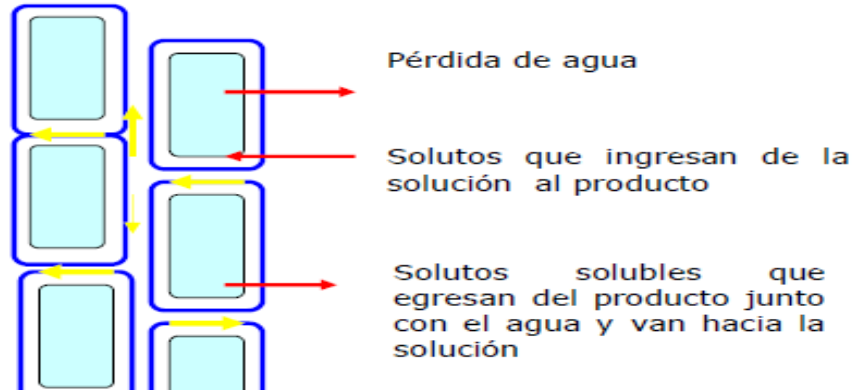 Pérdida de agua
Solutos que ingresan de la
solución al producto
Solutos solubles que
egresan del producto junto
con el agua y van hacia la
solución